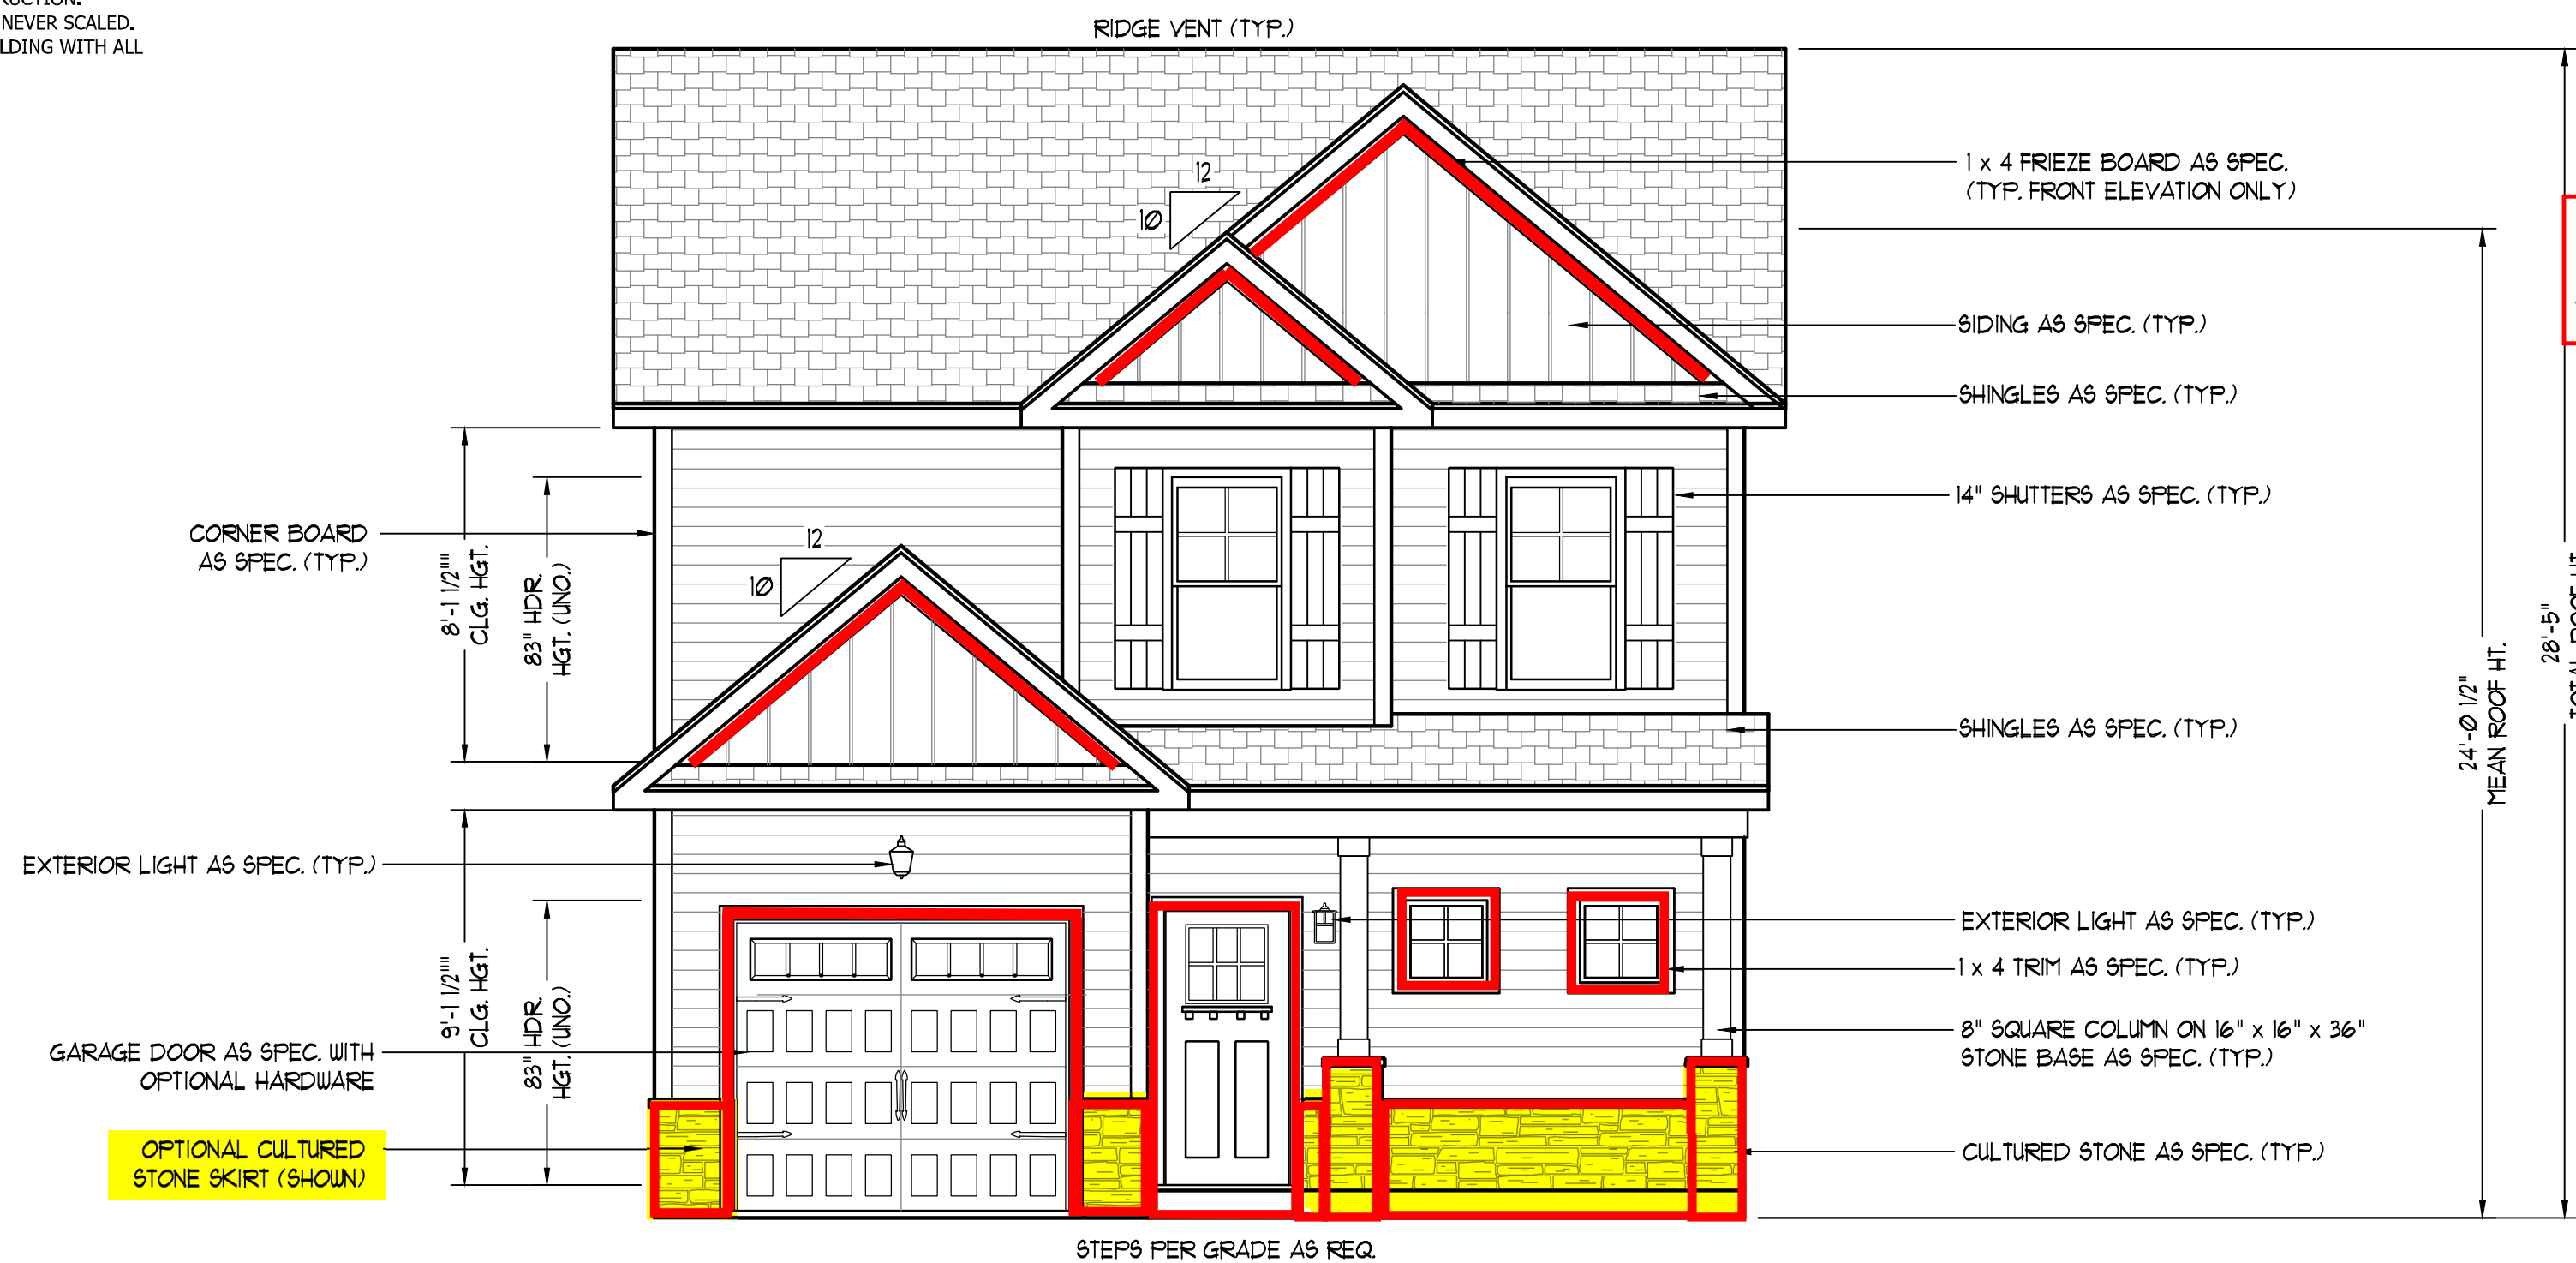 NEVER SCALED.
LDING WITH ALL
RIDGE VENT (TYP.)
12
10
1 x 4 FRIEZE BOARD AS SPEC.
(TYP. FRONT ELEVATION ONLY)
SIDING AS SPEC. (TYP.)
SHINGLES AS SPEC. (TYP.)
14" SHUTTERS AS SPEC. (TYP.)
CORNER BOARD
AS SPEC. (TYP.)
8'-1 1/2""
CLG. HGT.
83" HDR
HGT. (UNO.)
12
10
SHINGLES AS SPEC. (TYP.)
24'-0 1/2"
MEAN ROOF HT.
28'-5"
EXTERIOR LIGHT AS SPEC. (TYP.)
9'-1 1/2""
CLG. HGT.
83" HDR
HGT. (UNO.)
EXTERIOR LIGHT AS SPEC. (TYP.)
1 x 4 TRIM AS SPEC. (TYP.)
8" SQUARE COLUMN ON 16" x 16" x 36"
STONE BASE AS SPEC. (TYP.)
GARAGE DOOR AS SPEC. WITH
OPTIONAL HARDWARE
OPTIONAL CULTURED
STONE SKIRT (SHOWN)
CULTURED STONE AS SPEC. (TYP.)
STEPS PER GRADE AS REQ.